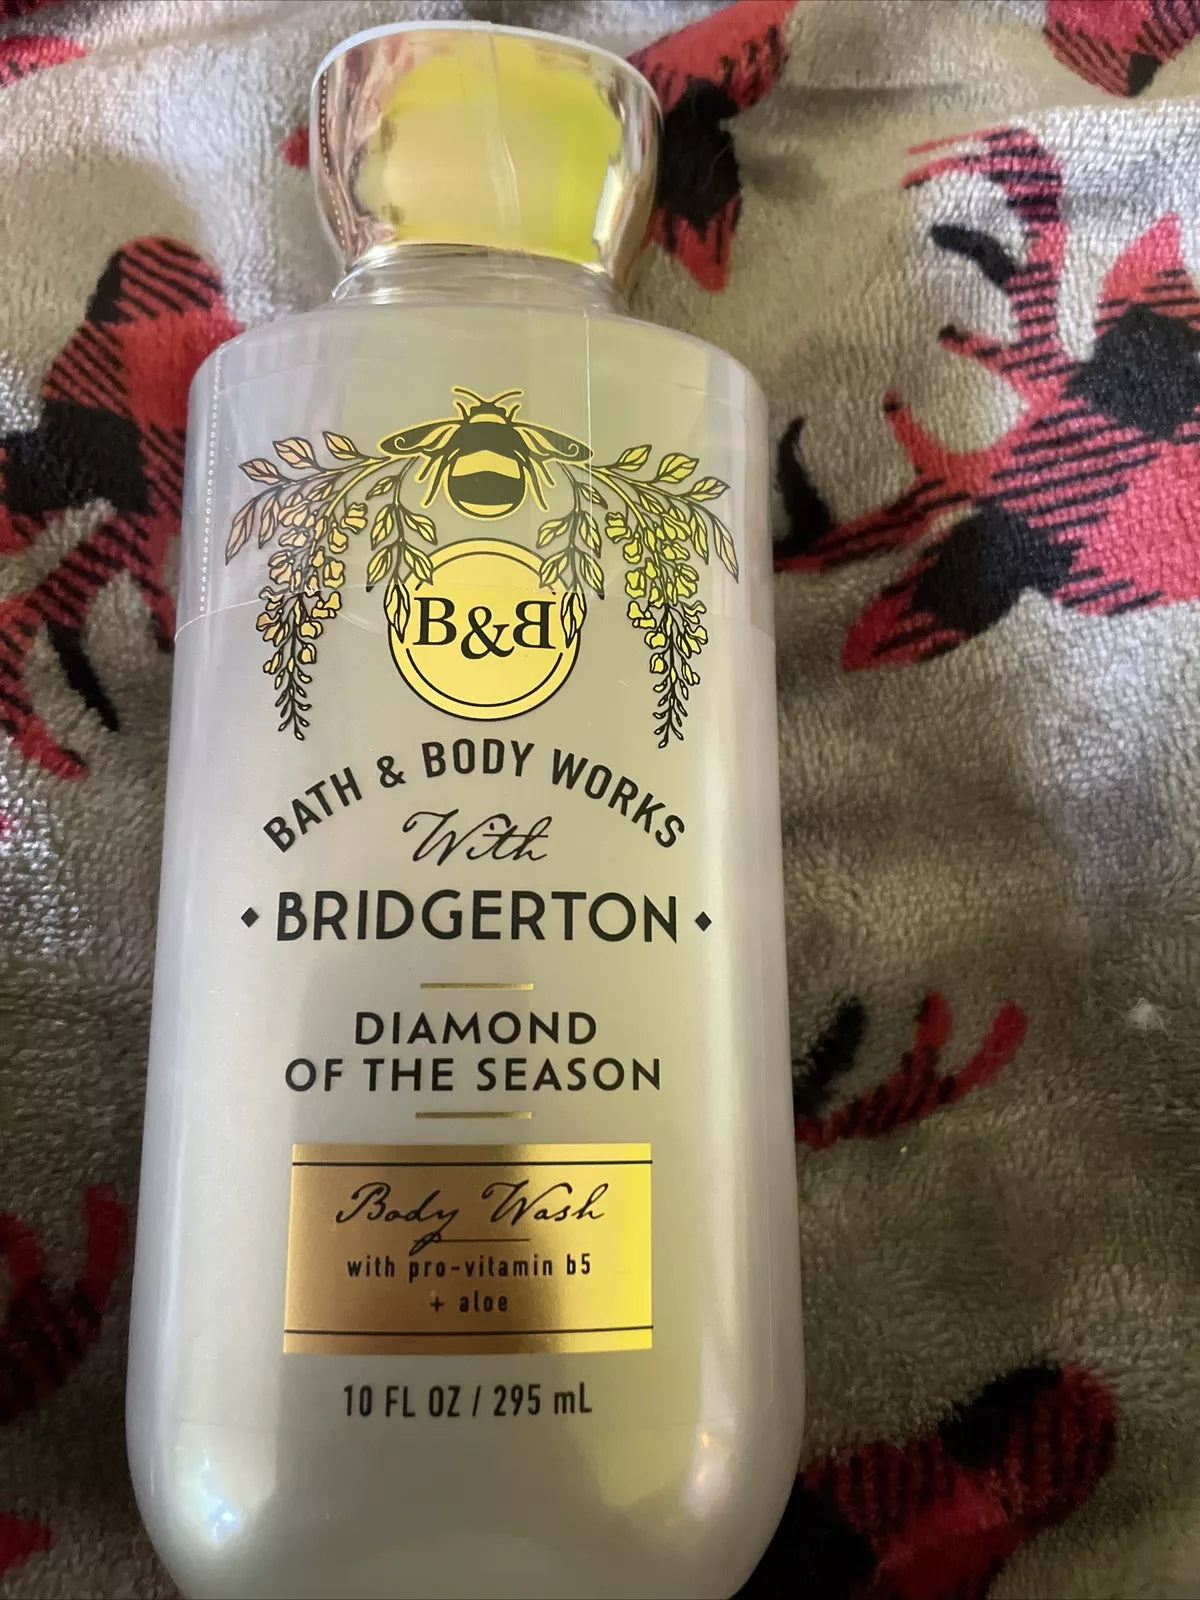 B&B
BATH & BODY WORKS
With
BRIDGERTON
DIAMOND
OF THE SEASON
Body Wash
with pro-vitamin b5
+ aloe
10 FL OZ / 295 mL